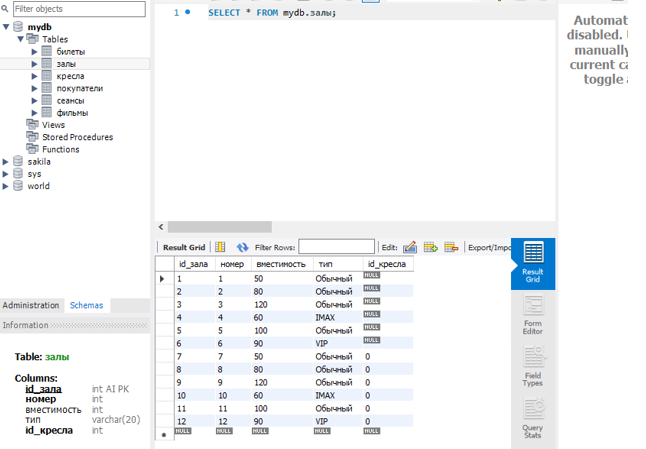 Filter objects
mydb
Tables
билеты
залы
кресла
покупатели
сеансы
фильмы
Views
Stored Procedures
Functions
sakila
sys
world
Administration Schemas
Information
Table: залы
Columns:
id_зала int AI PK
номер int
вместимость int
тип varchar(20)
id_кресла int
1 SELECT * FROM mydb.залы;
Result Grid Filter Rows: Edit: Export/Impo
id_зала номер вместимость тип id_кресла
1 1 50 Обычный NULL
2 2 80 Обычный NULL
3 3 120 Обычный NULL
4 4 60 IMAX NULL
5 5 100 Обычный NULL
6 6 90 VIP NULL
7 7 50 Обычный 0
8 8 80 Обычный 0
9 9 120 Обычный 0
10 10 60 IMAX 0
11 11 100 Обычный 0
12 12 90 VIP 0
NULL NULL NULL NULL NULL
Result
Grid
Form
Editor
Field
Types
Query
Stats
Automat
disabled.
manually
current ca
toggle